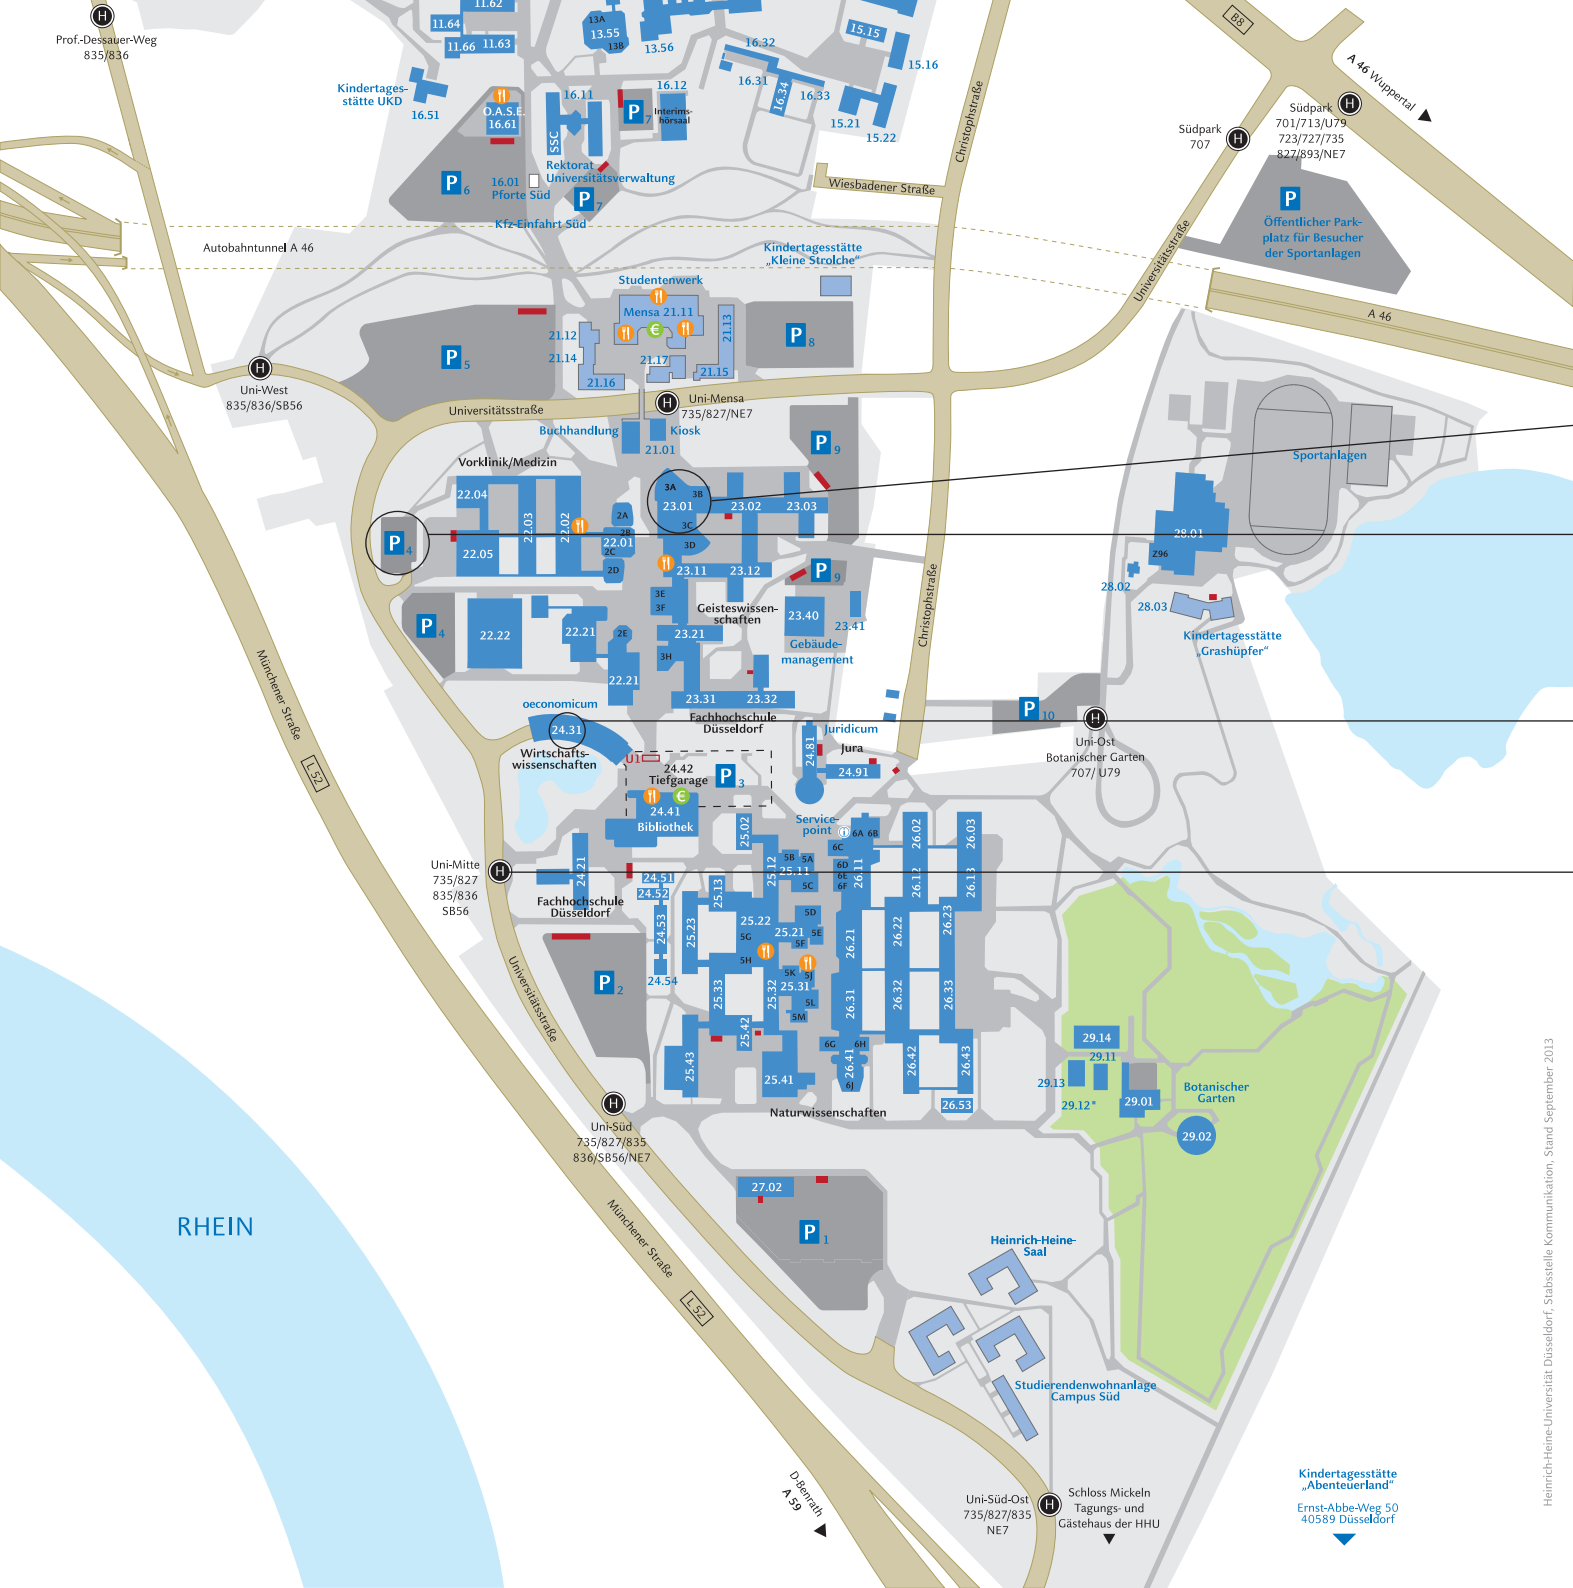 11.62
11.64
11.66 11.63
13A
13.55
13B
13.56
15.15
15.16
B8
A 46 Wuppertal
H
Prof.-Dessauer-Weg
835/836
16.32
16.31
16.34
16.33
15.21
15.22
Kindertages-
stätte UKD
16.51
O.A.S.E.
16.61
16.11
SSC
P 7
16.12
Interims-
hörsaal
Rektorat
Universitätsverwaltung
P 6
16.01
Pforte Süd
P 7
Kfz-Einfahrt Süd
Wiesbadener Straße
Christophstraße
Südpark
707
H
Südpark
701/713/U79
723/727/735
827/893/NE7
H
P
Öffentlicher Park-
platz für Besucher
der Sportanlagen
Universitätsstraße
A 46
Autobahntunnel A 46
Kindertagesstätte
„Kleine Strolche“
Studentenwerk
Mensa 21.11
€
21.12
21.14
21.16
21.17
21.15
21.13
P 8
P 5
H
Uni-West
835/836/SB56
Universitätsstraße
H
Uni-Mensa
735/827/NE7
Buchhandlung
Kiosk
21.01
P 9
Sportanlagen
Vorklinik/Medizin
22.04
22.03
22.02
22.05
2A
2B
22.01
2C
2D
3A
3B
23.01
3C
3D
23.02
23.03
P 4
23.11
23.12
P 9
28.01
Z96
28.02
28.03
Kindertagesstätte
„Grashüpfer“
3E
3F
Geisteswissen-
schaften
23.40
23.41
Gebäude-
management
P 4
22.22
22.21
2E
22.21
23.21
3H
23.31
23.32
Fachhochschule
Düsseldorf
Christophstraße
Münchener Straße
L 52
oeconomicum
24.31
Wirtschafts-
wissenschaften
U1
24.42
Tiefgarage
P 3
€
24.41
Bibliothek
24.81
Juridicum
Jura
24.91
P 10
H
Uni-Ost
Botanischer Garten
707/ U79
Service-
point
i
6A 6B
6C
6D
6E
6F
26.11
26.02
26.03
26.12
26.13
25.02
25.12
5B
5A
25.11
5C
H
Uni-Mitte
735/827
835/836
SB56
24.21
24.51
24.52
24.53
24.54
Fachhochschule
Düsseldorf
25.13
25.23
25.22
5G
5H
5D
25.21
5E
5F
5K
5J
25.31
5L
5M
25.33
25.32
25.42
25.43
25.41
26.21
26.22
26.23
26.31
26.32
26.33
6G
6H
26.41
6J
26.42
26.43
26.53
Naturwissenschaften
P 2
Universitätsstraße
H
Uni-Süd
735/827/835
836/SB56/NE7
29.14
29.11
29.13
29.12*
29.01
Botanischer
Garten
29.02
27.02
P 1
RHEIN
Münchener Straße
L 52
Heinrich-Heine-
Saal
Studierendenwohnanlage
Campus Süd
D-Benrath
A 59
Uni-Süd-Ost
735/827/835
NE7
H
Schloss Mickeln
Tagungs- und
Gästehaus der HHU
Kindertagesstätte
„Abenteuerland“
Ernst-Abbe-Weg 50
40589 Düsseldorf
Heinrich-Heine-Universität Düsseldorf, Stabsstelle Kommunikation, Stand September 2013